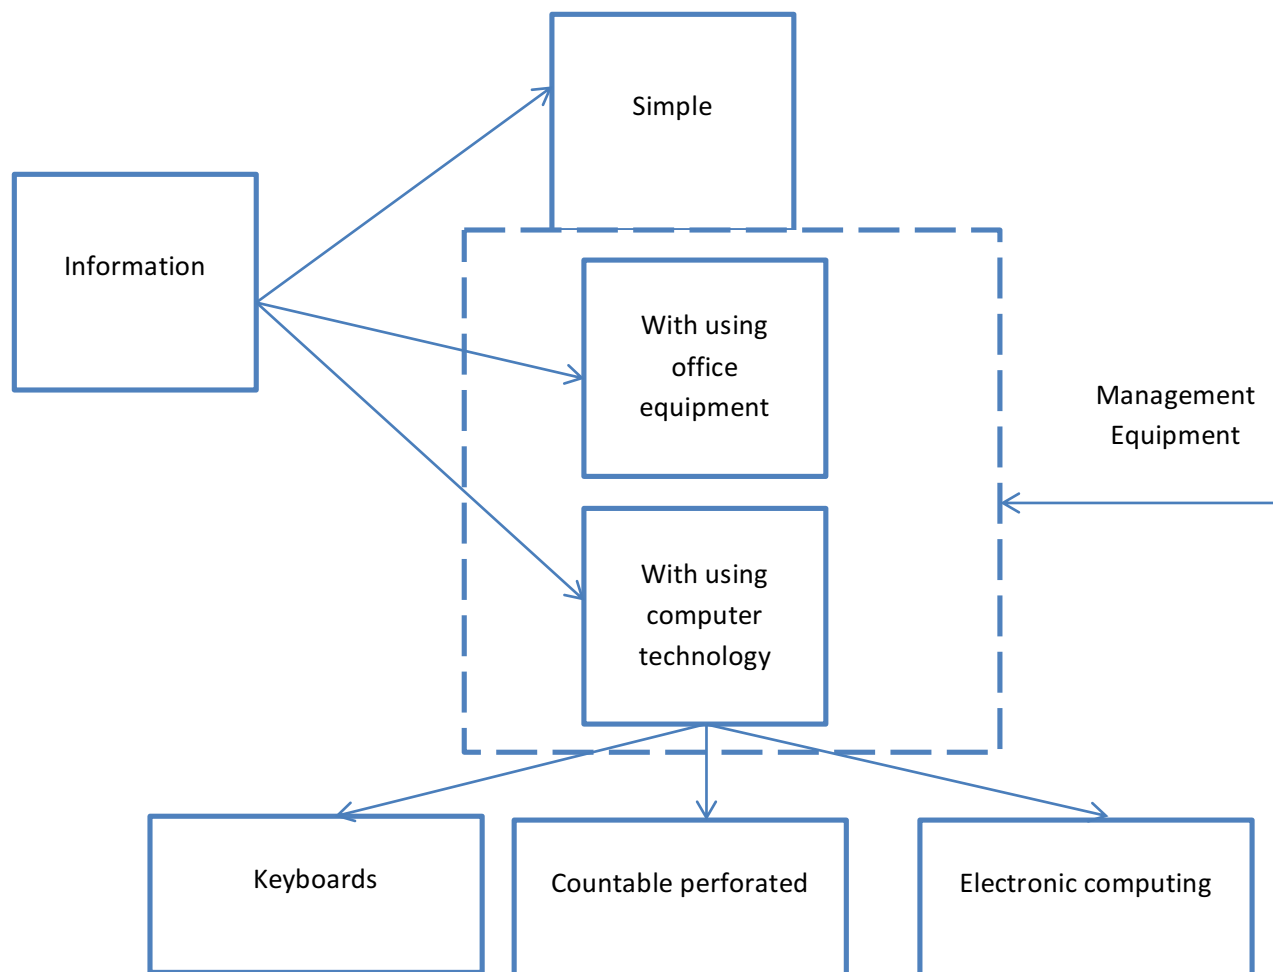 Simple
Information
With using
office
equipment
Management
Equipment
With using
computer
technology
Keyboards
Countable perforated
Electronic computing